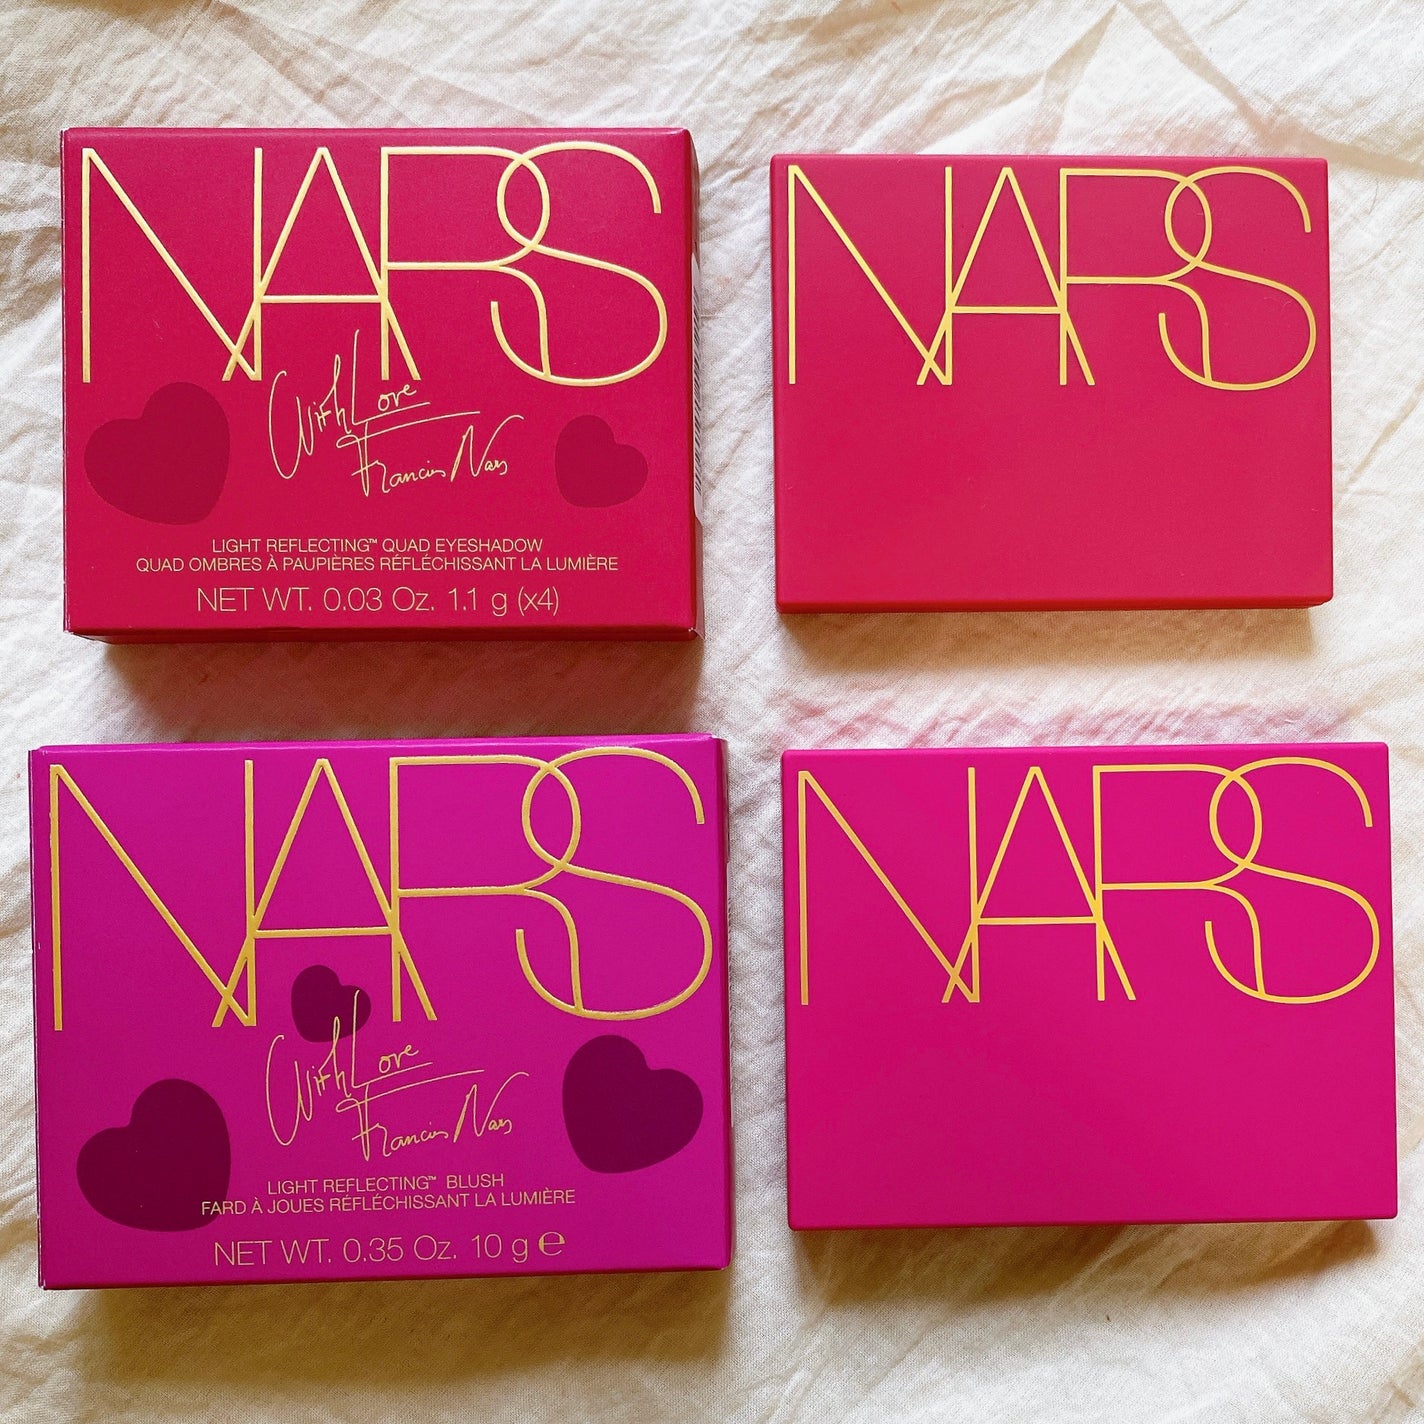 NARS
With Love
Francis Nars
LIGHT REFLECTING™ QUAD EYESHADOW
QUAD OMBRES À PAUPIÈRES RÉFLÉCHISSANT LA LUMIÈRE
NET WT. 0.03 Oz. 1.1 g (x4)
NARS
NARS
With Love
Francis Nars
LIGHT REFLECTING™ BLUSH
FARD À JOUES RÉFLÉCHISSANT LA LUMIÈRE
NET WT. 0.35 Oz. 10 g ℮
NARS